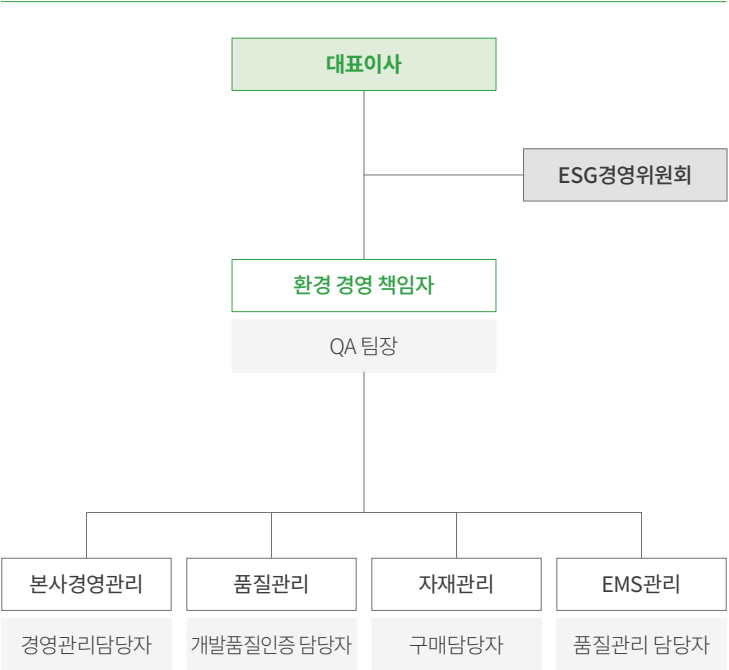 대표이사
ESG경영위원회
환경 경영 책임자
QA 팀장
본사경영관리
품질관리
자재관리
EMS관리
경영관리담당자
개발품질인증 담당자
구매담당자
품질관리 담당자